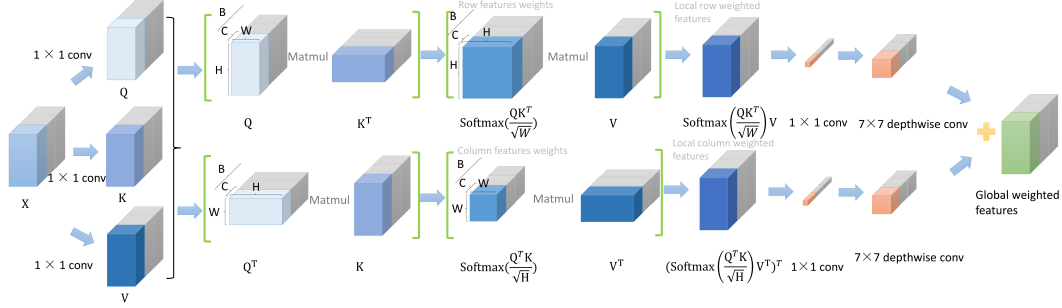 1×1 conv
Q
X
1×1 conv
K
1×1 conv
V
B
C W
H
Q
Matmul
K^T
Row features weights
B
C H
H
Softmax(QK^T/√W)
Matmul
V
Local row weighted
features
Softmax(QK^T/√W)V
1×1 conv
7×7 depthwise conv
B
C H
W
Q^T
Matmul
K
Column features weights
B
C W
W
Softmax(Q^TK/√H)
Matmul
V^T
Local column weighted
features
(Softmax(Q^TK/√H)V^T)^T
1×1 conv
7×7 depthwise conv
Global weighted
features